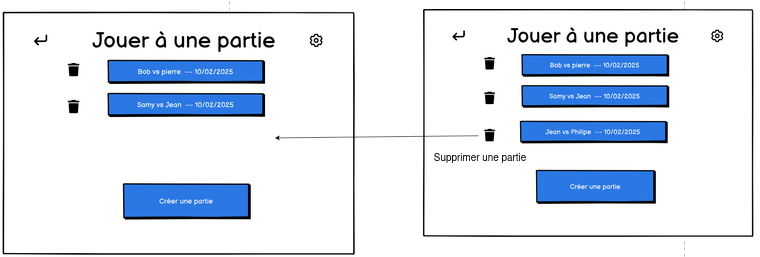 Jouer à une partie
Bob vs pierre --- 10/02/2025
Samy vs Jean --- 10/02/2025
Créer une partie
Jouer à une partie
Bob vs pierre --- 10/02/2025
Samy vs Jean --- 10/02/2025
Jean vs Philipe --- 10/02/2025
Supprimer une partie
Créer une partie